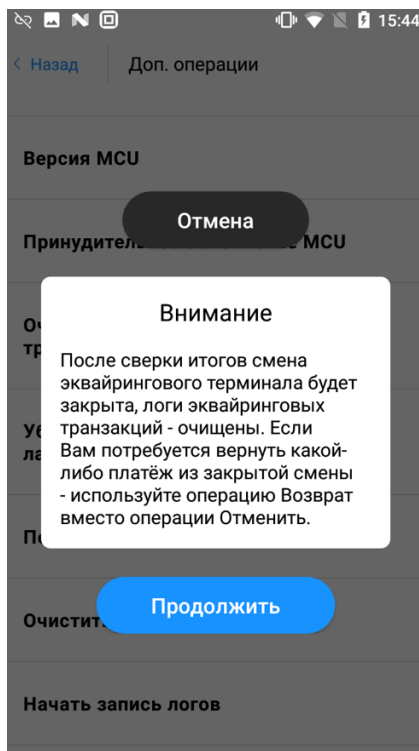 15:44
Назад
Доп. операции
Версия MCU
Отмена
MCU
Внимание
После сверки итогов смена
эквайрингового терминала будет
закрыта, логи эквайринговых
транзакций - очищены. Если
Вам потребуется вернуть какой-
либо платёж из закрытой смены
- используйте операцию Возврат
вместо операции Отменить.
Продолжить
Начать запись логов